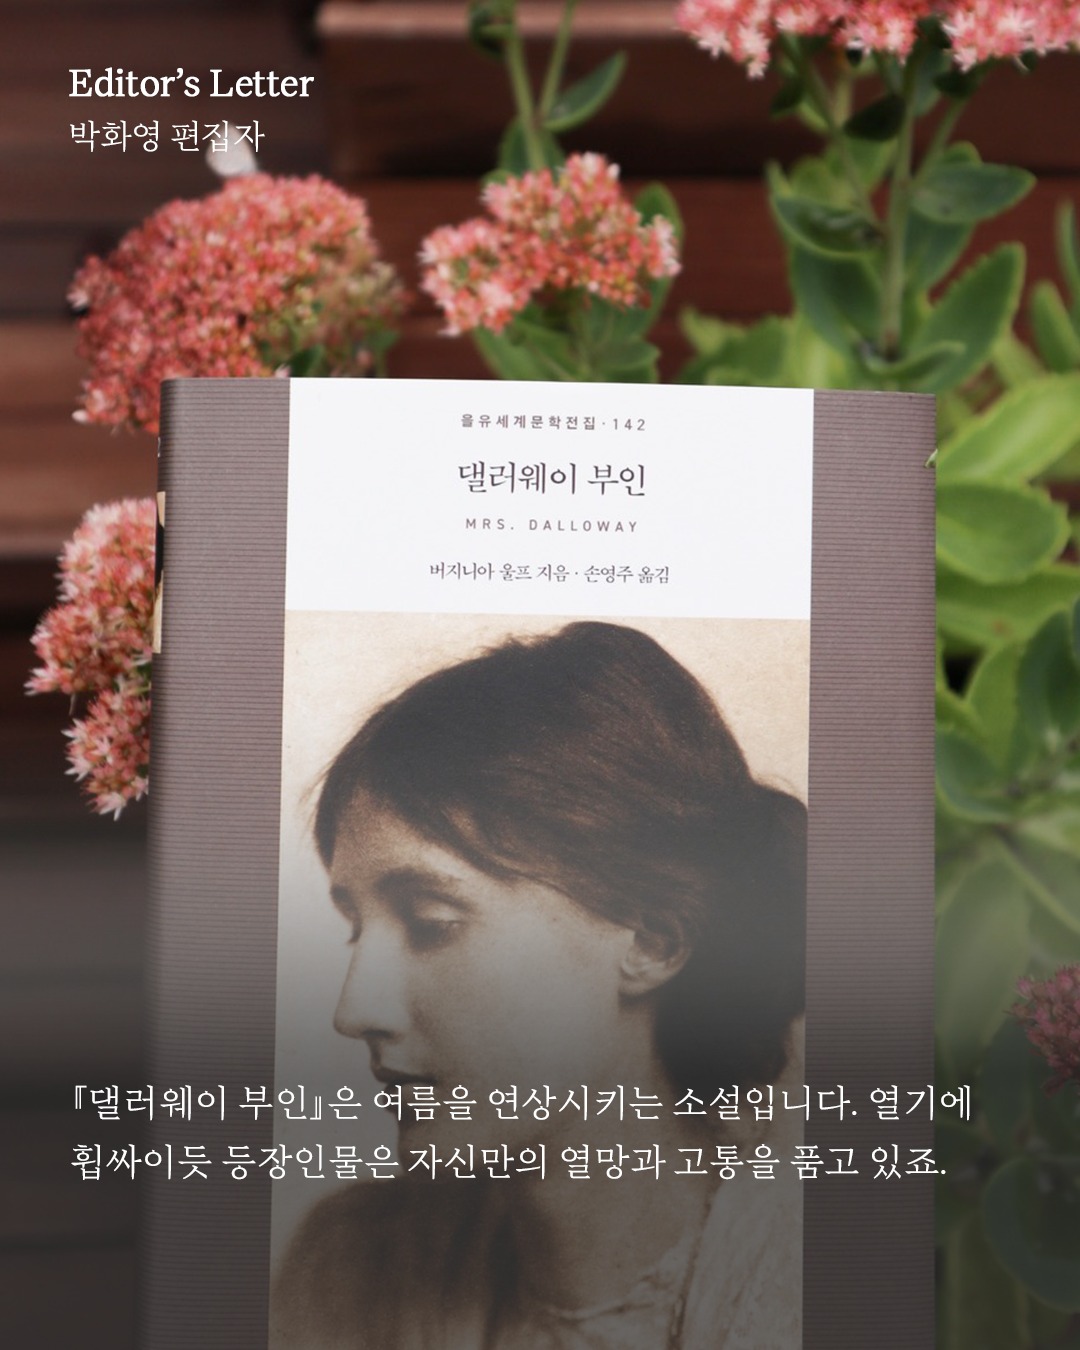 Editor’s Letter
박화영 편집자
을유세계문학전집·142
댈러웨이 부인
MRS. DALLOWAY
버지니아 울프 지음·손영주 옮김
『댈러웨이 부인』은 여름을 연상시키는 소설입니다. 열기에
휩싸이듯 등장인물은 자신만의 열망과 고통을 품고 있죠.